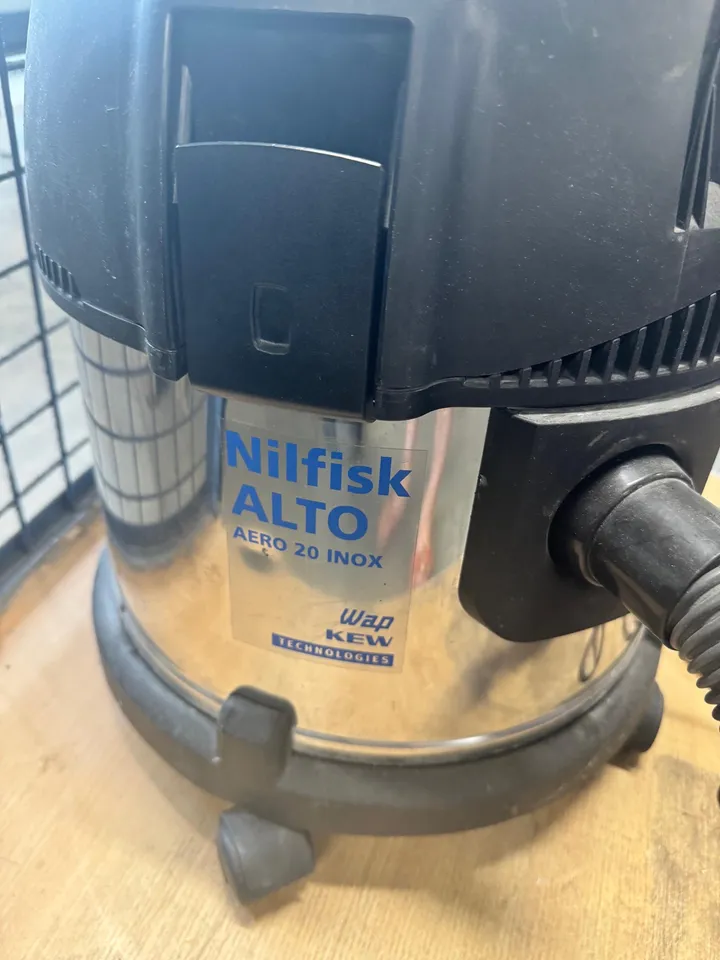 Nilfisk
ALTO
AERO 20 INOX
Wap
KEW
TECHNOLOGIES